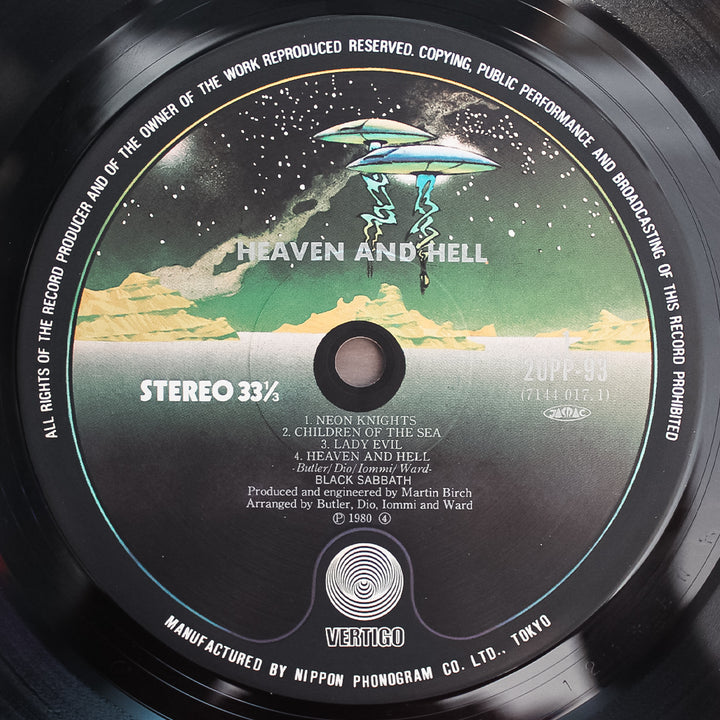 ALL RIGHTS OF THE RECORD PRODUCER AND OF THE OWNER OF THE WORK REPRODUCED RESERVED. COPYING, PUBLIC PERFORMANCE AND BROADCASTING OF THIS RECORD PROHIBITED
HEAVEN AND HELL
STEREO 33⅓
20PP-93
(7144 017.1)
JASRAC
1. NEON KNIGHTS
2. CHILDREN OF THE SEA
3. LADY EVIL
4. HEAVEN AND HELL
-Butler/Dio/Iommi/Ward-
BLACK SABBATH
Produced and engineered by Martin Birch
Arranged by Butler, Dio, Iommi and Ward
Ⓟ 1980 ④
VERTIGO
MANUFACTURED BY NIPPON PHONOGRAM CO. LTD., TOKYO